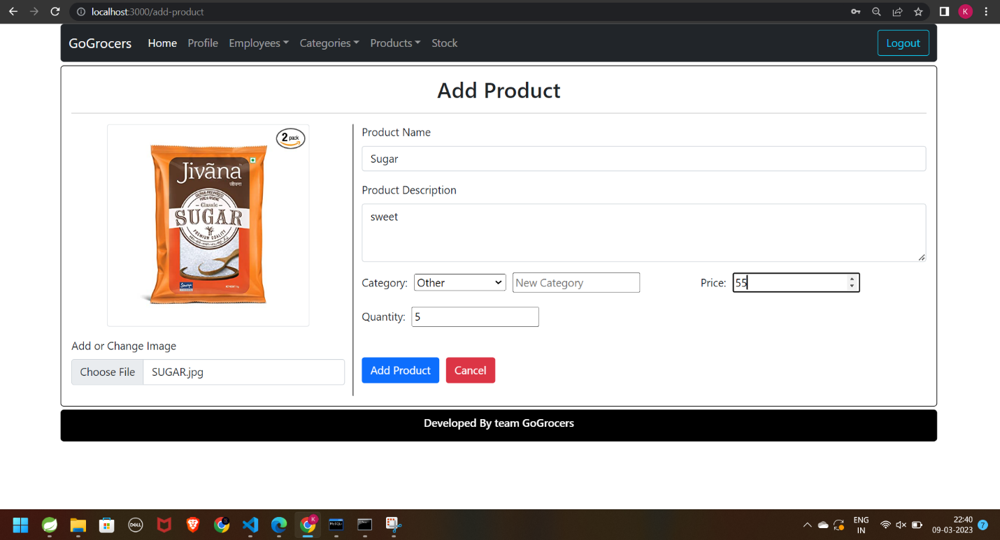 localhost:3000/add-product
K
GoGrocers Home Profile Employees Categories Products Stock Logout
Add Product
2 pack
Jivāna
जीवना
Classic
SUGAR
PREMIUM QUALITY
Add or Change Image
Choose File SUGAR.jpg
Product Name
Sugar
Product Description
sweet
Category: Other New Category Price: 55
Quantity: 5
Add Product Cancel
Developed By team GoGrocers
DELL
K
ENG
IN
22:40
09-03-2023
7